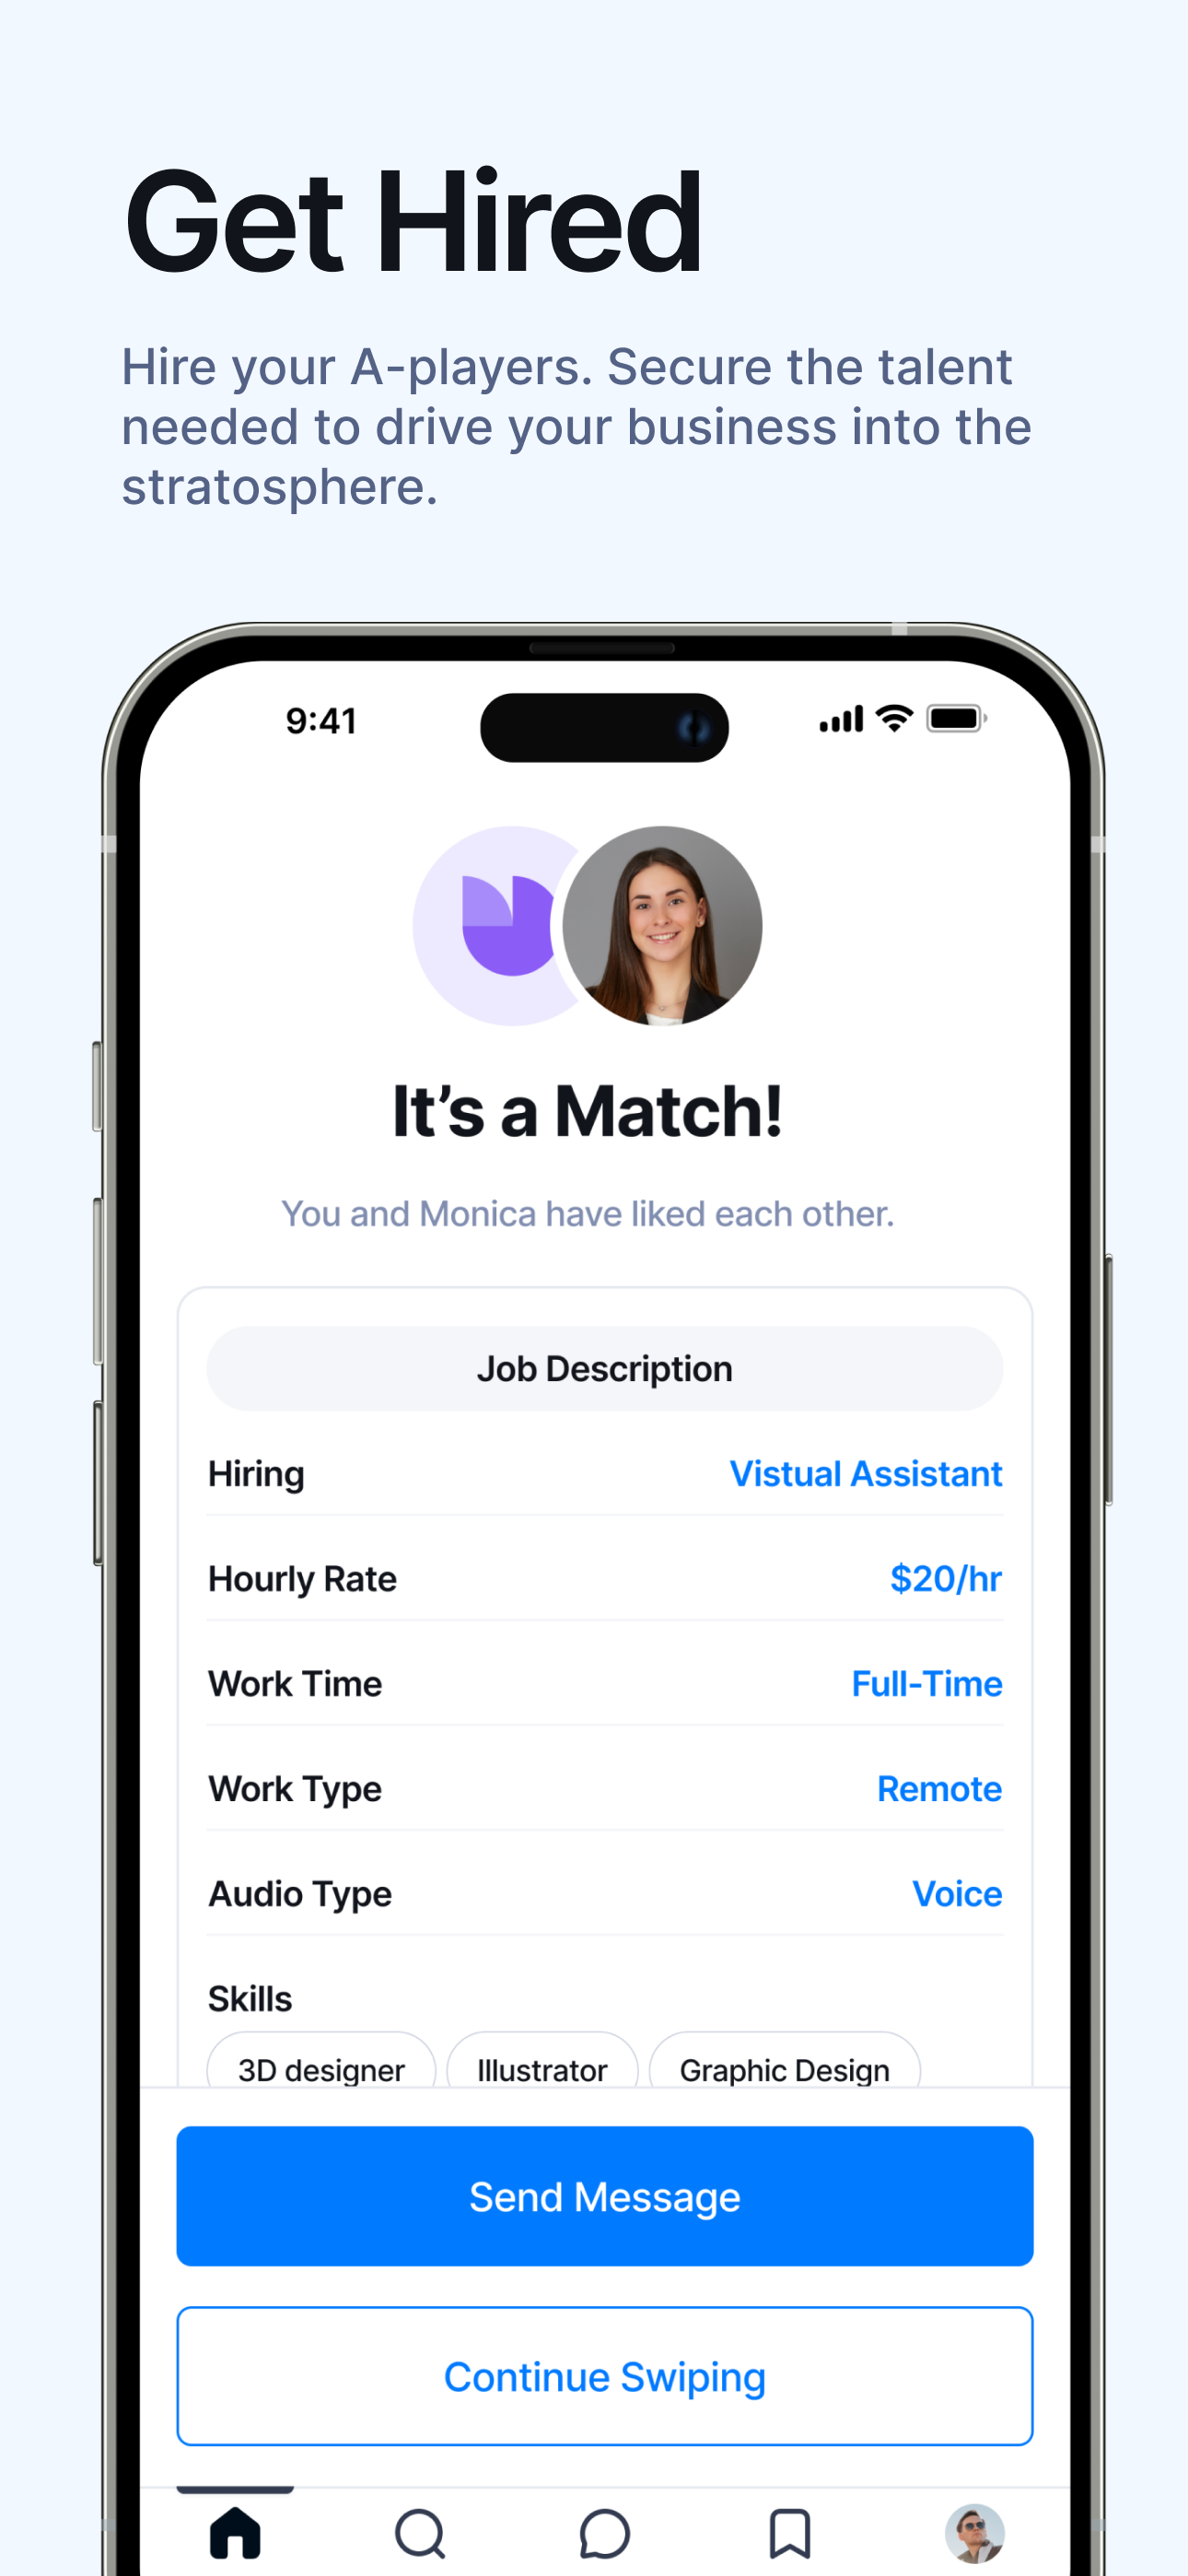 Get Hired
Hire your A-players. Secure the talent
needed to drive your business into the
stratosphere.
9:41
It's a Match!
You and Monica have liked each other.
Job Description
Hiring Vistual Assistant
Hourly Rate $20/hr
Work Time Full-Time
Work Type Remote
Audio Type Voice
Skills
3D designer Illustrator Graphic Design
Send Message
Continue Swiping